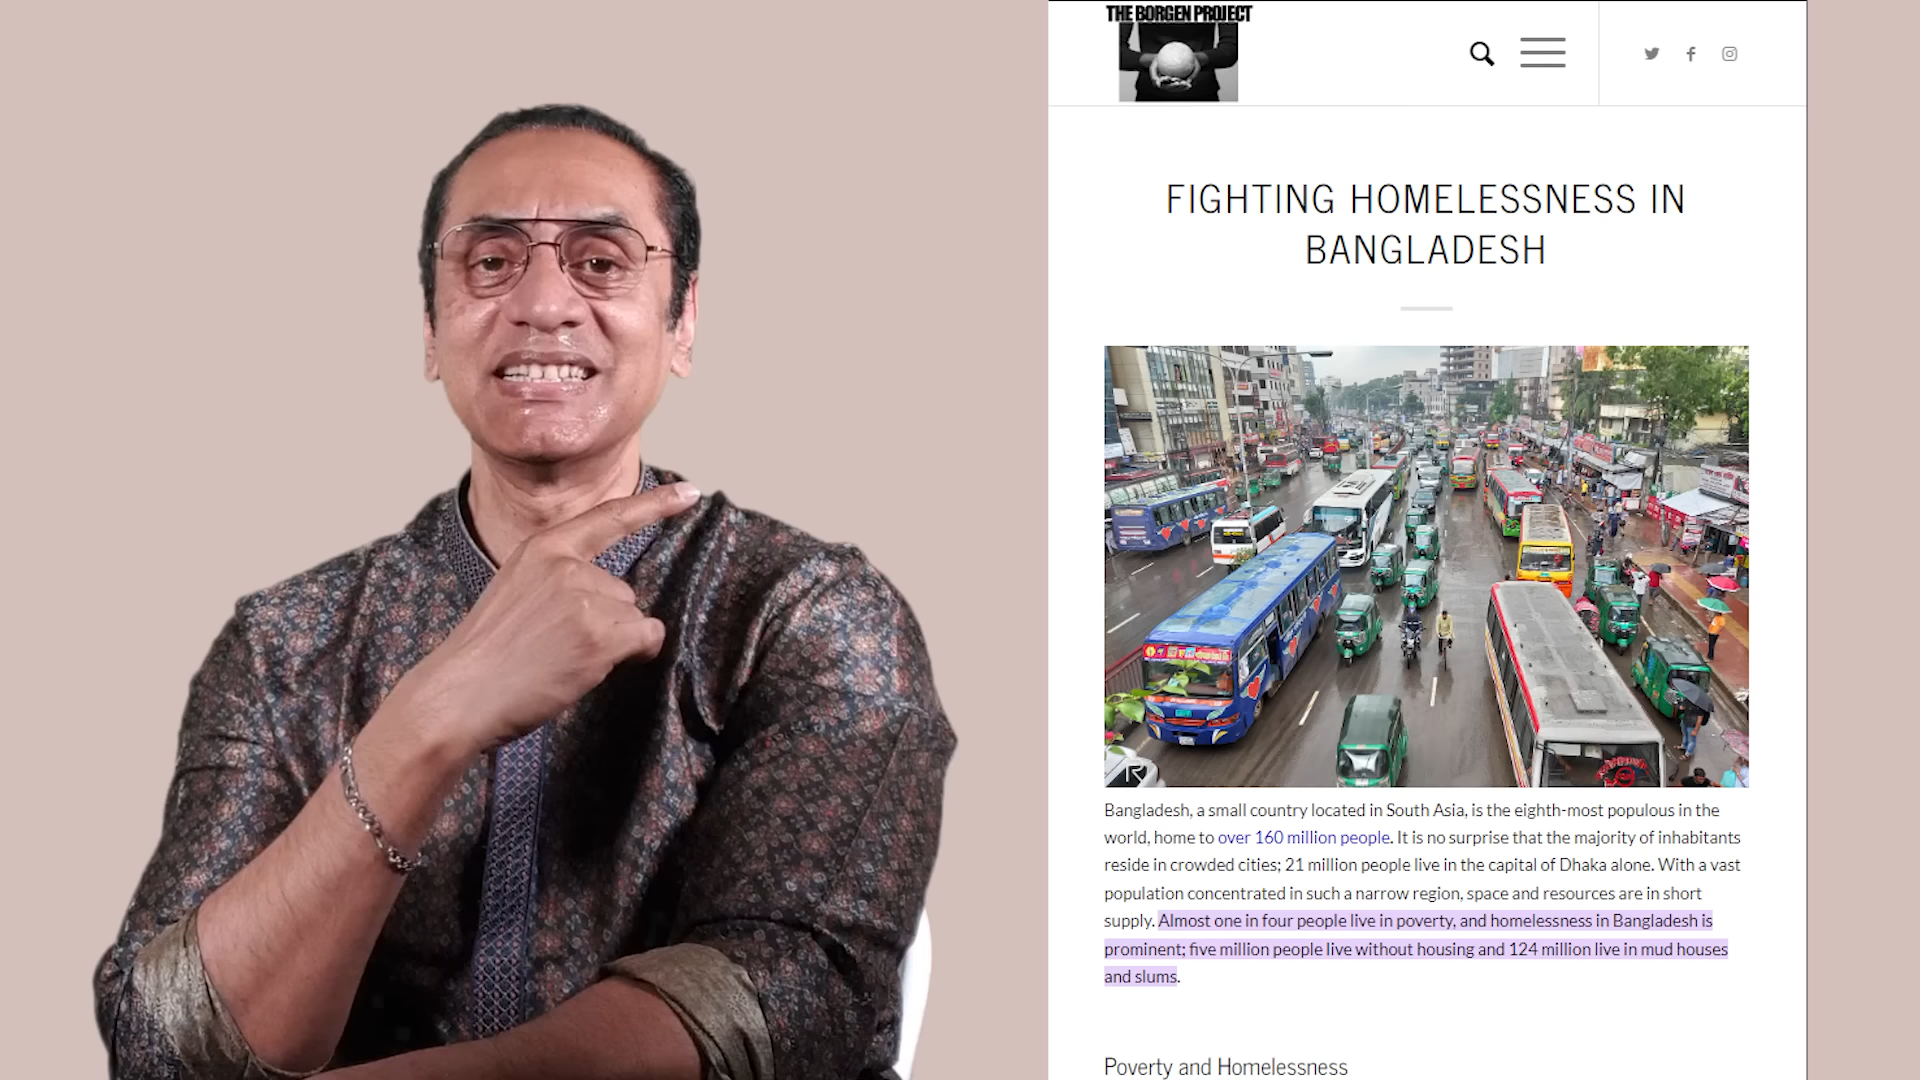 THE BORGEN PROJECT
FIGHTING HOMELESSNESS IN
BANGLADESH
Bangladesh, a small country located in South Asia, is the eighth-most populous in the
world, home to over 160 million people. It is no surprise that the majority of inhabitants
reside in crowded cities; 21 million people live in the capital of Dhaka alone. With a vast
population concentrated in such a narrow region, space and resources are in short
supply. Almost one in four people live in poverty, and homelessness in Bangladesh is
prominent; five million people live without housing and 124 million live in mud houses
and slums.
Poverty and Homelessness